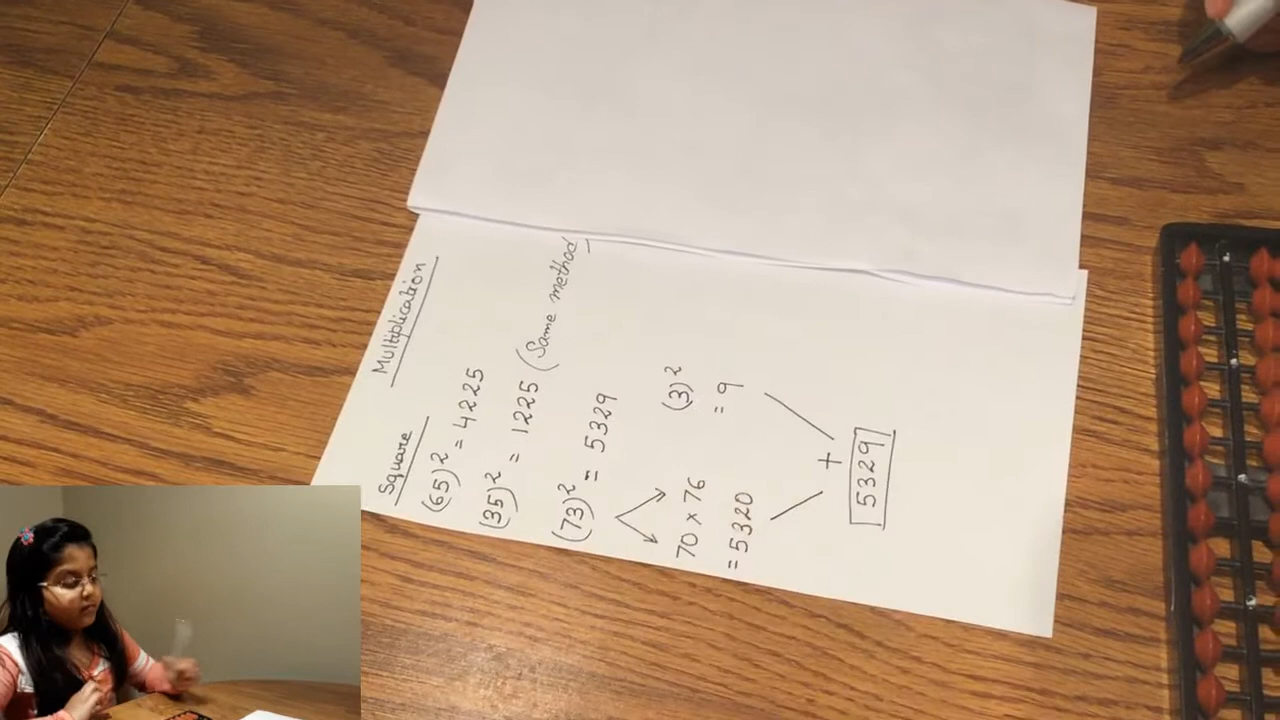 Square Multiplication
(65)² = 4225
(35)² = 1225 (Same method)
(73)² = 5329
70 × 76 (3)²
= 5320 = 9
+
5329